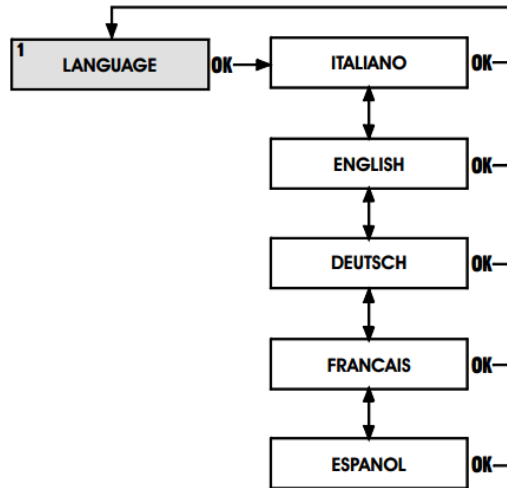 1
LANGUAGE OK ITALIANO OK
ENGLISH OK
DEUTSCH OK
FRANCAIS OK
ESPANOL OK